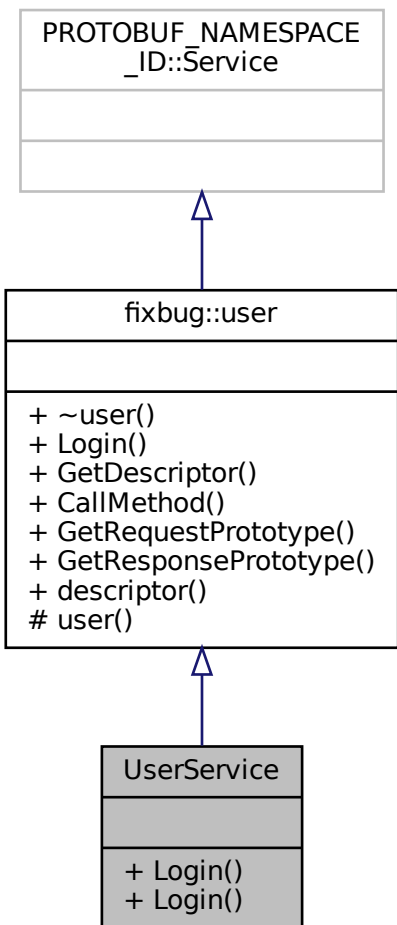 PROTOBUF_NAMESPACE
_ID::Service
fixbug::user
+ ~user()
+ Login()
+ GetDescriptor()
+ CallMethod()
+ GetRequestPrototype()
+ GetResponsePrototype()
+ descriptor()
# user()
UserService
+ Login()
+ Login()